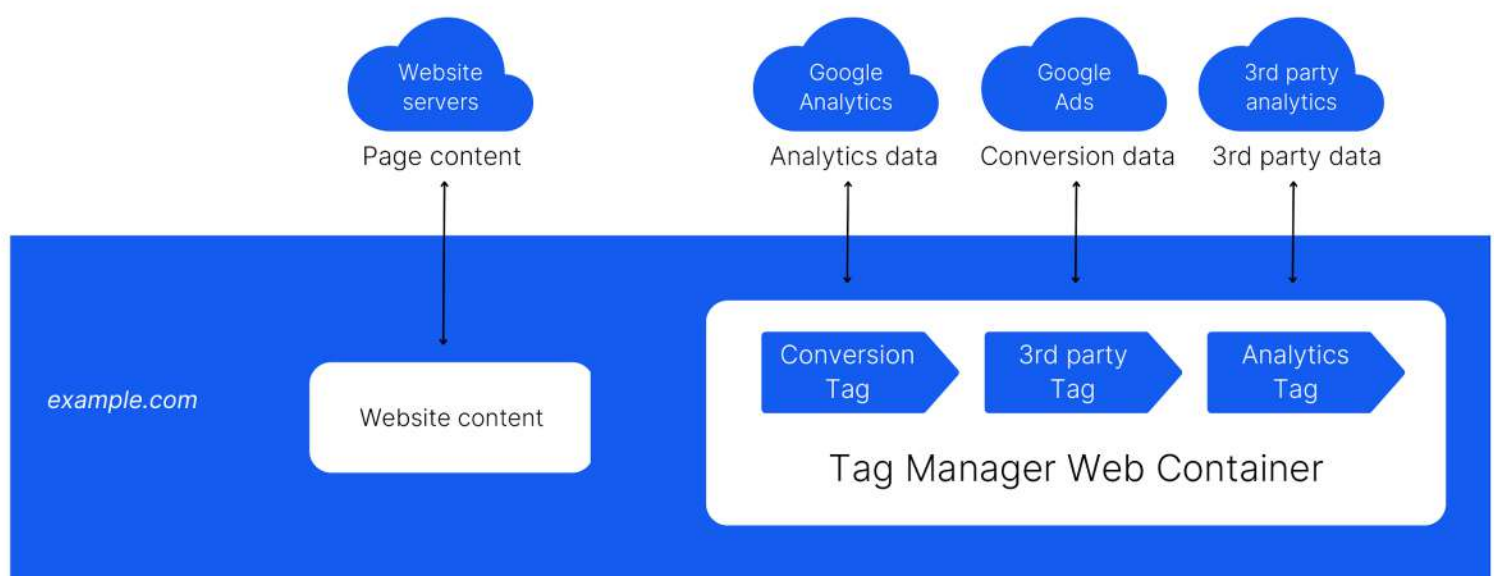 Website
servers
Google
Analytics
Google
Ads
3rd party
analytics
Page content
Analytics data
Conversion data
3rd party data
example.com
Website content
Conversion
Tag
3rd party
Tag
Analytics
Tag
Tag Manager Web Container